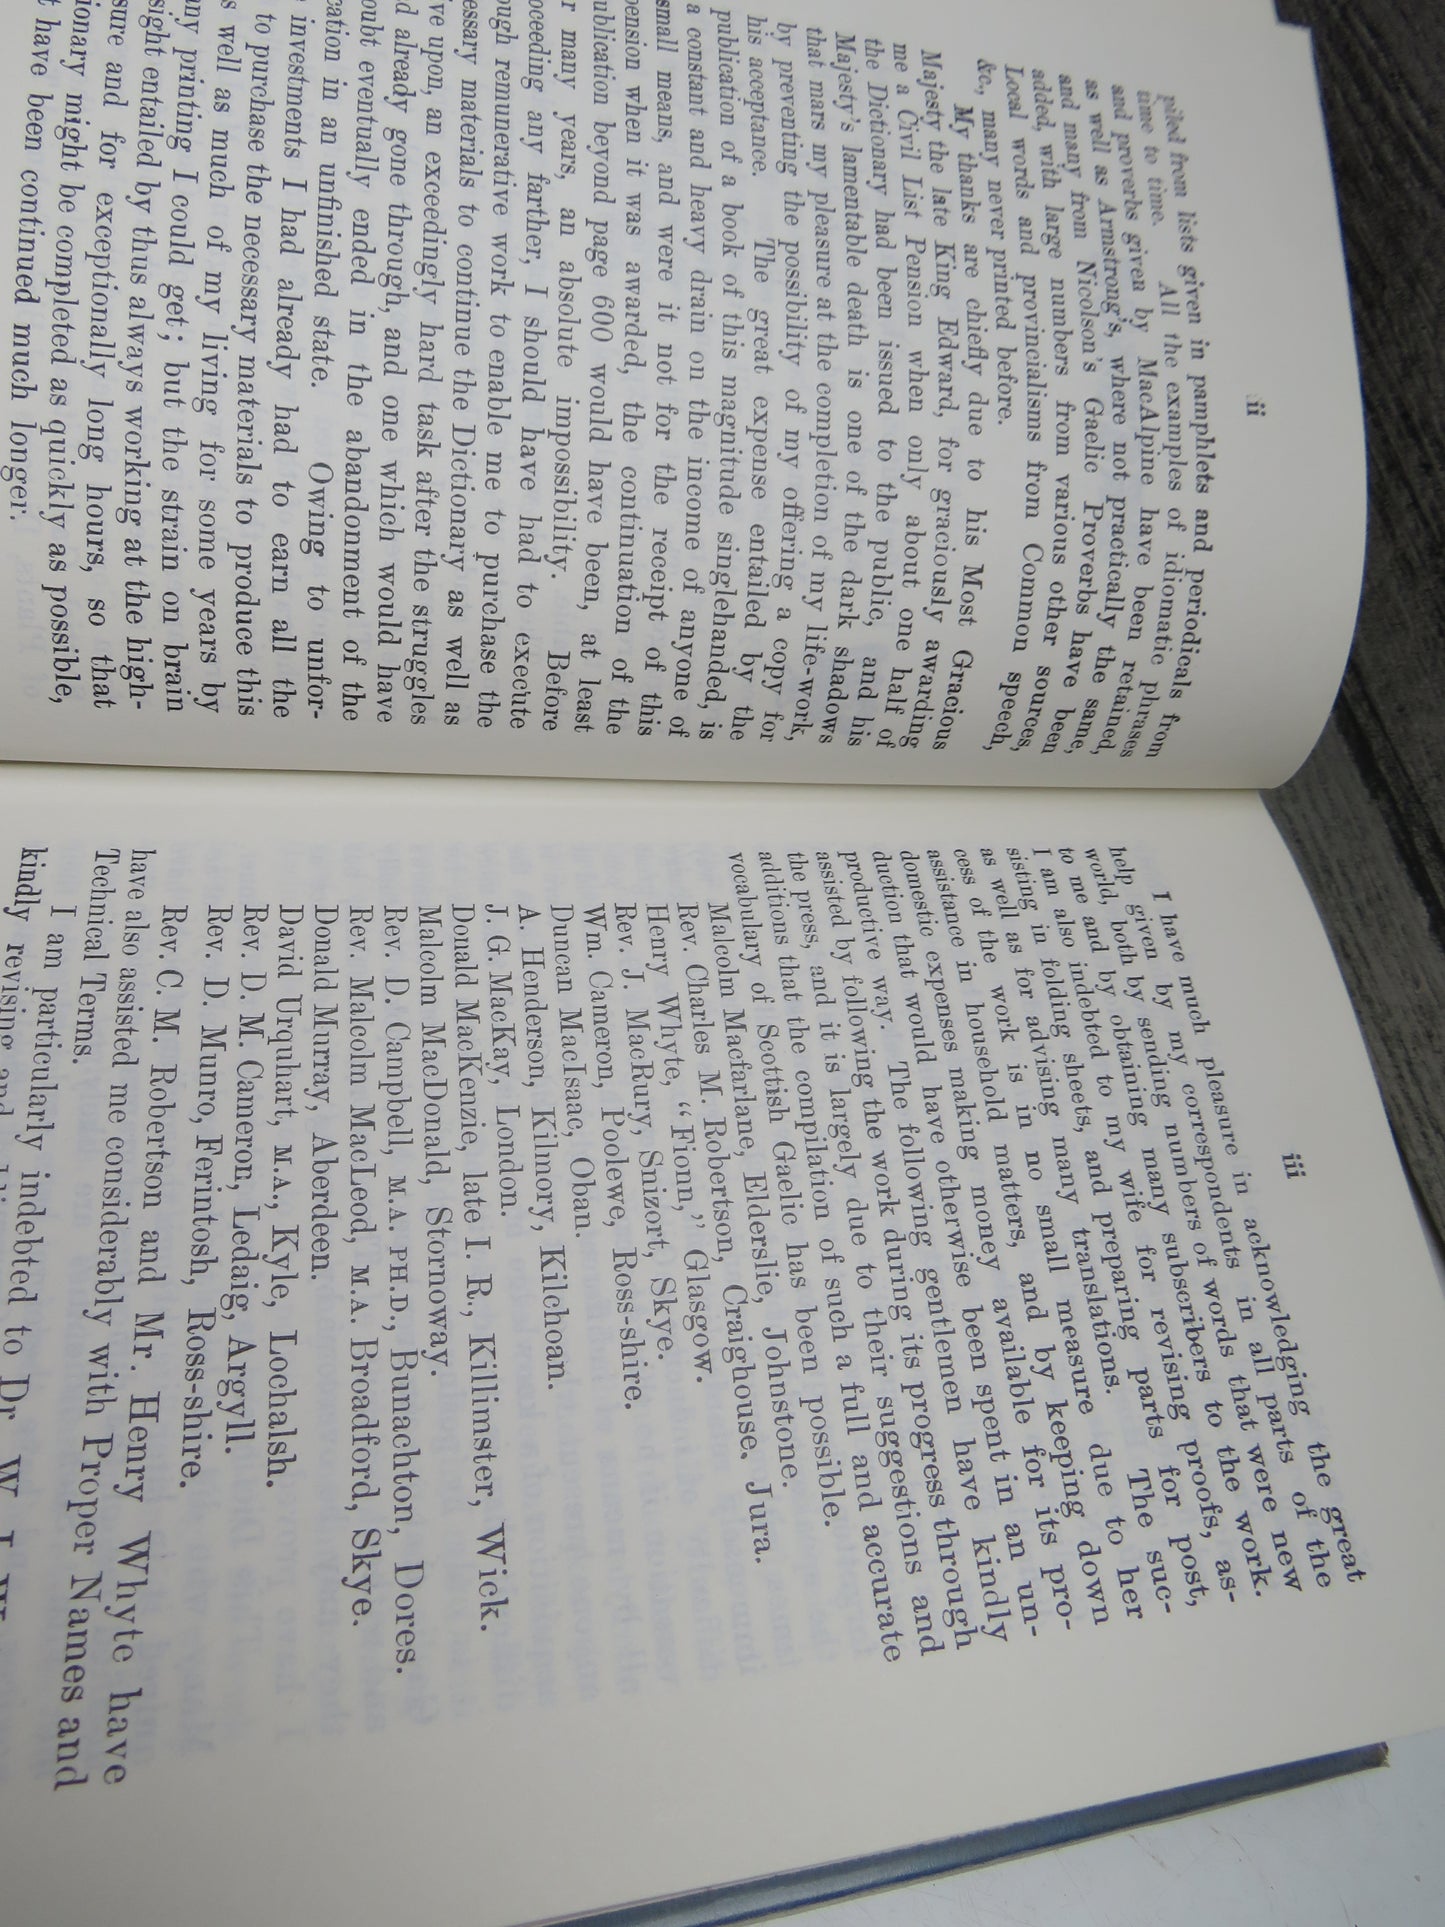 ii
piled from lists given in pamphlets and periodicals from
time to time. All the examples of idiomatic phrases
and proverbs given by MacAlpine have been retained,
as well as Armstrong's, where not practically the same,
and many from Nicolson's Gaelic Proverbs have been
added, with large numbers from various other sources,
Local words and provincialisms from Common speech,
&c., many never printed before.
My thanks are chiefly due to his Most Gracious
Majesty the late King Edward, for graciously awarding
me a Civil List Pension when only about one half of
the Dictionary had been issued to the public, and his
Majesty's lamentable death is one of the dark shadows
that mars my pleasure at the completion of my life-work,
by preventing the possibility of my offering a copy for
his acceptance. The great expense entailed by the
publication of a book of this magnitude singlehanded, is
a constant and heavy drain on the income of anyone of
small means, and were it not for the receipt of this
pension when it was awarded, the continuation of the
ublication beyond page 600 would have been, at least
r many years, an absolute impossibility. Before
oceeding any farther, I should have had to execute
ough remunerative work to enable me to purchase the
essary materials to continue the Dictionary as well as
ve upon, an exceedingly hard task after the struggles
d already gone through, and one which would have
oubt eventually ended in the abandonment of the
cation in an unfinished state. Owing to unfor-
investments I had already had to earn all the
to purchase the necessary materials to produce this
s well as much of my living for some years by
ny printing I could get; but the strain on brain
sight entailed by thus always working at the high-
sure and for exceptionally long hours, so that
ionary might be completed as quickly as possible,
t have been continued much longer.
iii
I have much pleasure in acknowledging the great
help given by my correspondents in all parts of the
world, both by sending numbers of words that were new
to me and by obtaining many subscribers to the work.
I am also indebted to my wife for revising proofs, as-
sisting in folding sheets, and preparing parts for post,
as well as for advising many translations. The suc-
cess of the work is in no small measure due to her
assistance in household matters, and by keeping down
domestic expenses making money available for its pro-
duction that would have otherwise been spent in an un-
productive way. The following gentlemen have kindly
assisted by following the work during its progress through
the press, and it is largely due to their suggestions and
additions that the compilation of such a full and accurate
vocabulary of Scottish Gaelic has been possible.
Malcolm Macfarlane, Elderslie, Johnstone.
Rev. Charles M. Robertson, Craighouse, Jura.
Henry Whyte, "Fionn," Glasgow.
Rev. J. MacRury, Snizort, Skye.
Wm. Cameron, Poolewe, Ross-shire.
Duncan MacIsaac, Oban.
A. Henderson, Kilmory, Kilchoan.
J. G. MacKay, London.
Donald MacKenzie, late I. R., Killimster, Wick.
Malcolm MacDonald, Stornoway.
Rev. D. Campbell, M.A. PH.D., Bunachton, Dores.
Rev. Malcolm MacLeod, M.A. Broadford, Skye.
Donald Murray, Aberdeen.
David Urquhart, M.A., Kyle, Lochalsh.
Rev. D. M. Cameron, Ledaig, Argyll.
Rev. D. Munro, Ferintosh, Ross-shire.
Rev. C. M. Robertson and Mr. Henry Whyte have
have also assisted me considerably with Proper Names and
Technical Terms.
I am particularly indebted to Dr. W. J. W
kindly revising and